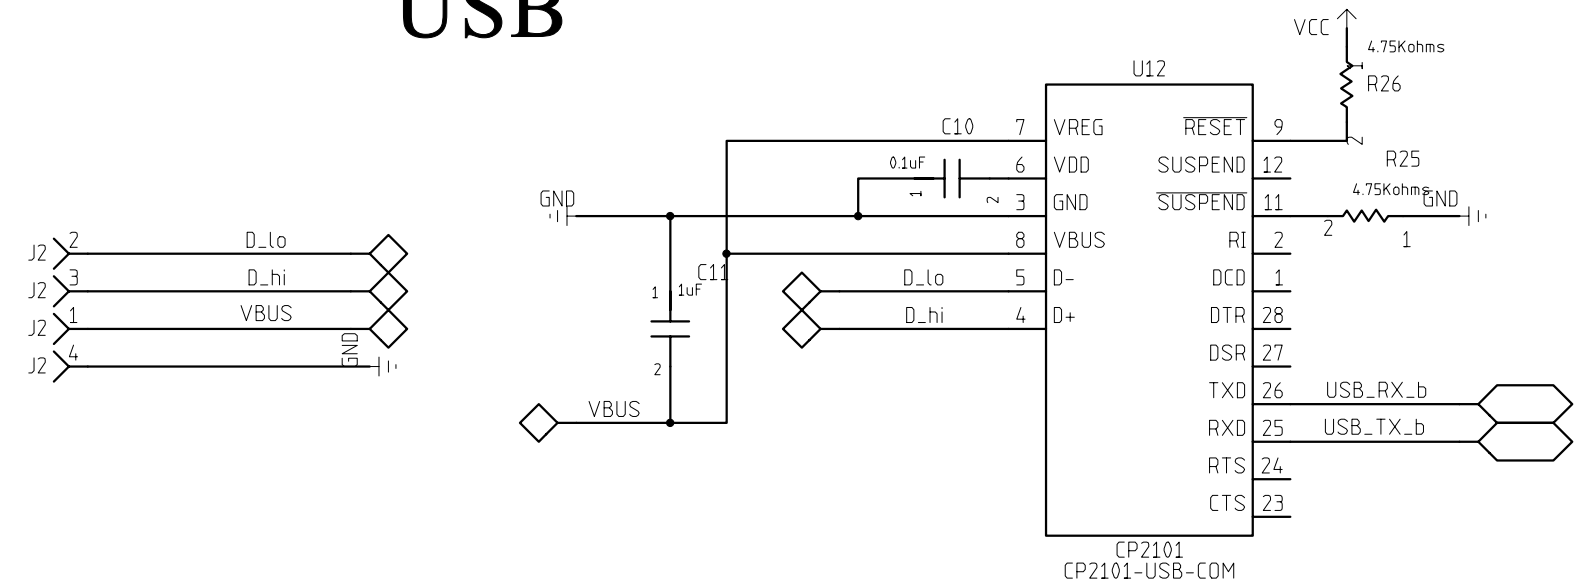 USB
VCC
4.75Kohms
1
R26
2
U12
C10
0.1uF
1
2
7 VREG
6 VDD
3 GND
8 VBUS
5 D-
4 D+
RESET 9
SUSPEND 12
SUSPEND 11
RI 2
DCD 1
DTR 28
DSR 27
TXD 26
RXD 25
RTS 24
CTS 23
R25
4.75Kohms
GND
2
1
GND
J2 2 D_lo
J2 3 D_hi
J2 1 VBUS
J2 4 GND
C11
1 1uF
2
VBUS
D_lo
D_hi
USB_RX_b
USB_TX_b
CP2101
CP2101-USB-COM